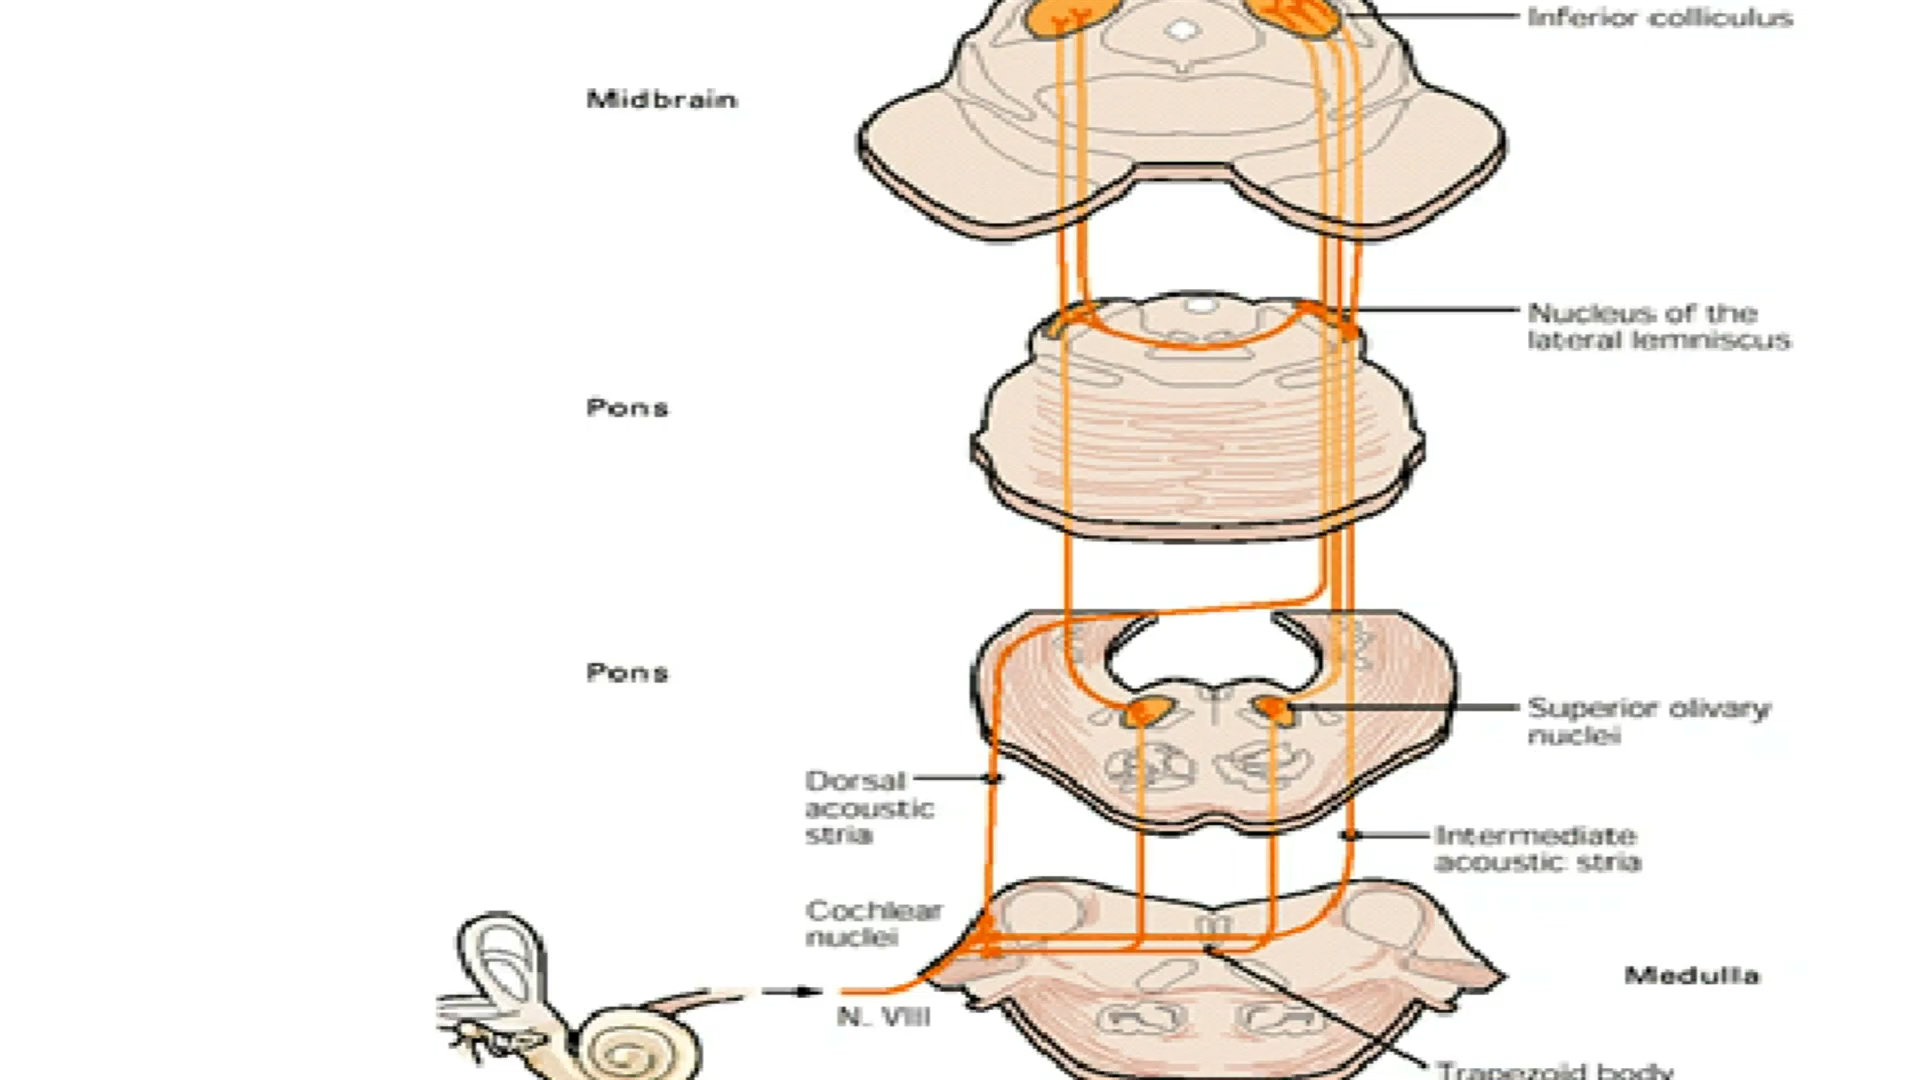 Inferior colliculus
Midbrain
Nucleus of the
lateral lemniscus
Pons
Pons
Superior olivary
nuclei
Dorsal
acoustic
stria
Intermediate
acoustic stria
Cochlear
nuclei
Medulla
N. VIII
Trapezoid body